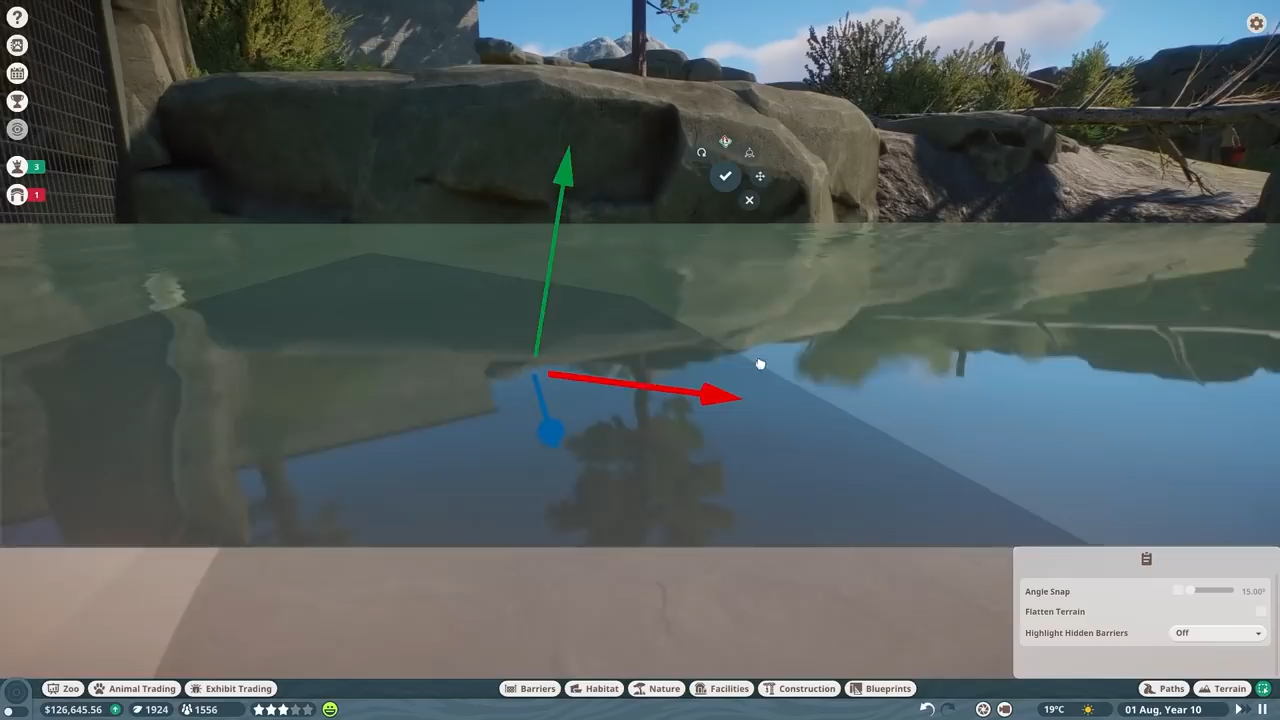 ?
3
1
Angle Snap 15.00°
Flatten Terrain
Highlight Hidden Barriers Off
Zoo Animal Trading Exhibit Trading Barriers Habitat Nature Facilities Construction Blueprints Paths Terrain
$126,645.56 1924 1556 19°C 01 Aug, Year 10